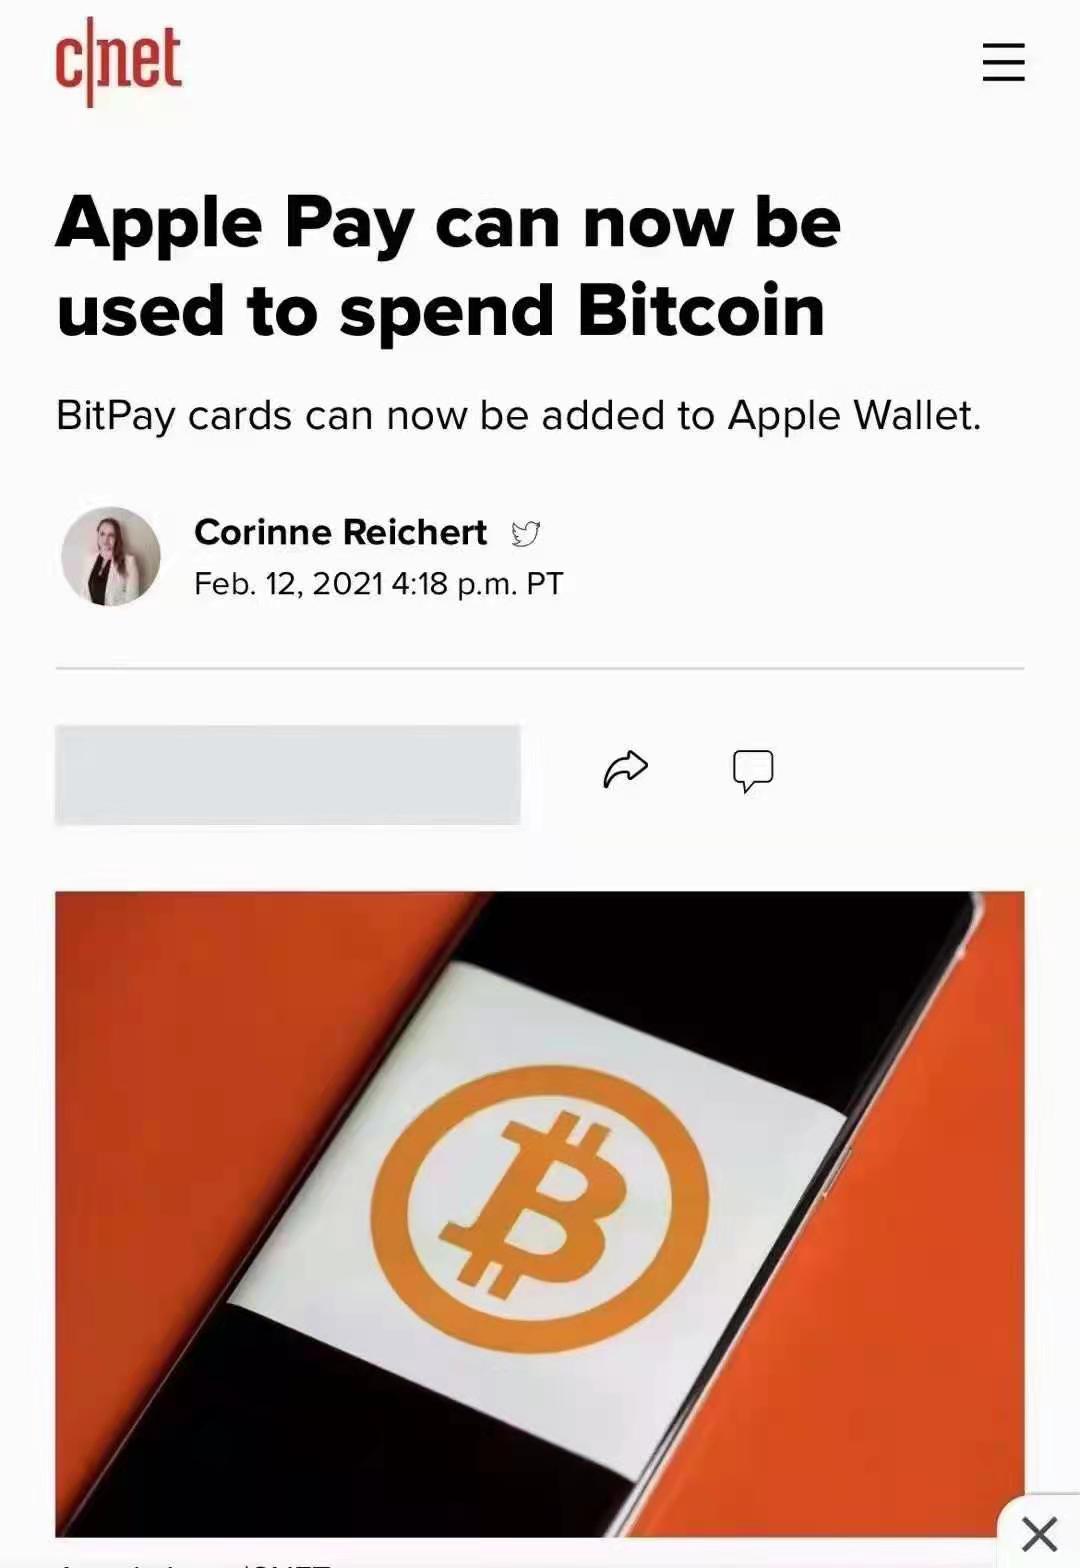 c|net
Apple Pay can now be
used to spend Bitcoin
BitPay cards can now be added to Apple Wallet.
Corinne Reichert
Feb. 12, 2021 4:18 p.m. PT